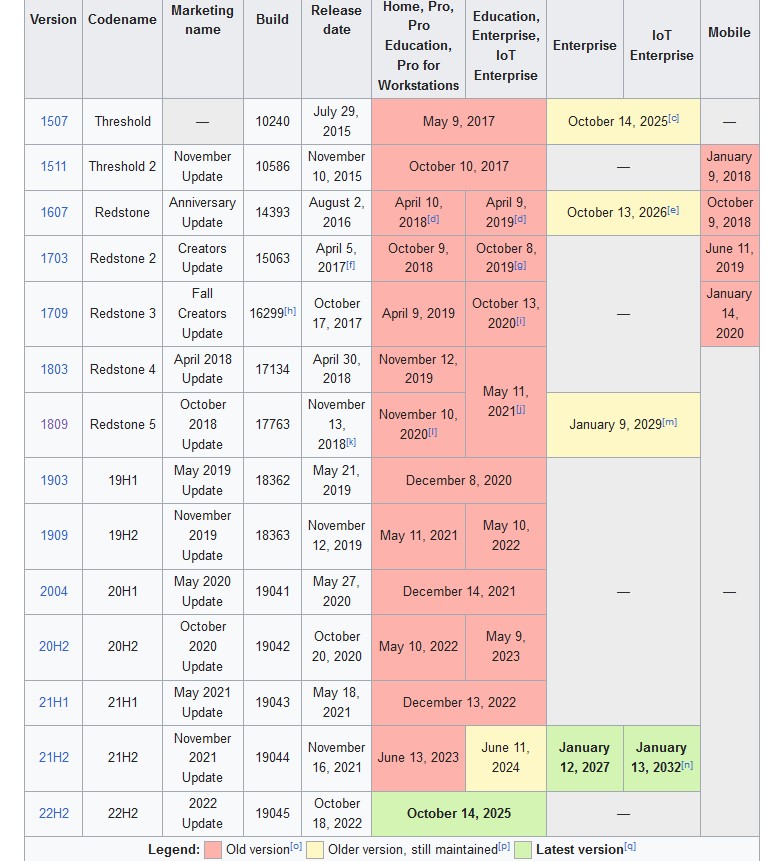 Version Codename Marketing name Build Release date Home, Pro, Pro Education, Pro for Workstations Education, Enterprise, IoT Enterprise Enterprise IoT Enterprise Mobile
1507 Threshold — 10240 July 29, 2015 May 9, 2017 October 14, 2025[c] —
1511 Threshold 2 November Update 10586 November 10, 2015 October 10, 2017 — January 9, 2018
1607 Redstone Anniversary Update 14393 August 2, 2016 April 10, 2018[d] April 9, 2019[d] October 13, 2026[e] October 9, 2018
1703 Redstone 2 Creators Update 15063 April 5, 2017[f] October 9, 2018 October 8, 2019[g] — June 11, 2019
1709 Redstone 3 Fall Creators Update 16299[h] October 17, 2017 April 9, 2019 October 13, 2020[i] January 14, 2020
1803 Redstone 4 April 2018 Update 17134 April 30, 2018 November 12, 2019 May 11, 2021[j] —
1809 Redstone 5 October 2018 Update 17763 November 13, 2018[k] November 10, 2020[l] January 9, 2029[m]
1903 19H1 May 2019 Update 18362 May 21, 2019 December 8, 2020 —
1909 19H2 November 2019 Update 18363 November 12, 2019 May 11, 2021 May 10, 2022
2004 20H1 May 2020 Update 19041 May 27, 2020 December 14, 2021
20H2 20H2 October 2020 Update 19042 October 20, 2020 May 10, 2022 May 9, 2023
21H1 21H1 May 2021 Update 19043 May 18, 2021 December 13, 2022
21H2 21H2 November 2021 Update 19044 November 16, 2021 June 13, 2023 June 11, 2024 January 12, 2027 January 13, 2032[n]
22H2 22H2 2022 Update 19045 October 18, 2022 October 14, 2025 —
Legend: Old version[o] Older version, still maintained[p] Latest version[q]